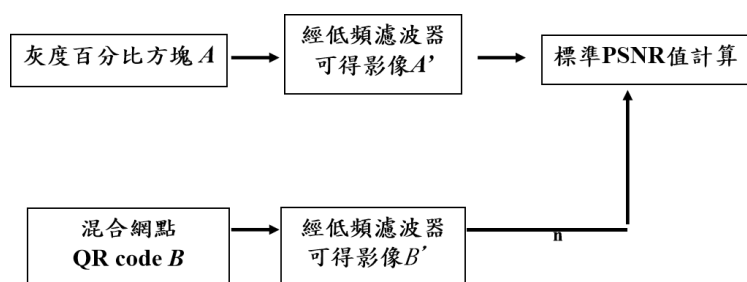 灰度百分比方塊 A
經低頻濾波器
可得影像A’
標準PSNR值計算
混合網點
QR code B
經低頻濾波器
可得影像B’
n